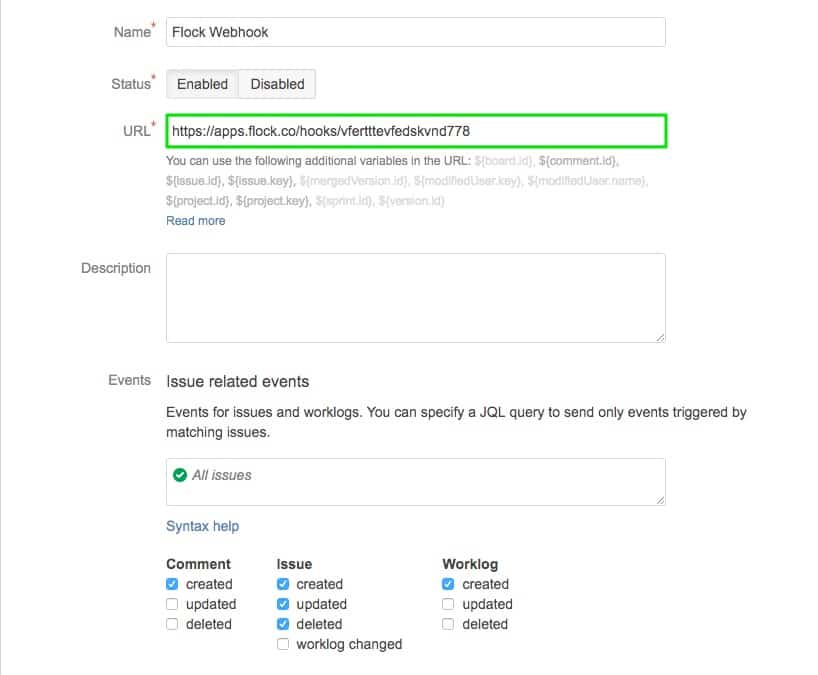 Name*
Flock Webhook
Status*
Enabled Disabled
URL*
https://apps.flock.co/hooks/vfertttevfedskvnd778
You can use the following additional variables in the URL: ${board.id}, ${comment.id},
${issue.id}, ${issue.key}, ${mergedVersion.id}, ${modifiedUser.key}, ${modifiedUser.name},
${project.id}, ${project.key}, ${sprint.id}, ${version.id}
Read more
Description
Events
Issue related events
Events for issues and worklogs. You can specify a JQL query to send only events triggered by
matching issues.
All issues
Syntax help
Comment Issue Worklog
created created created
updated updated updated
deleted deleted deleted
worklog changed